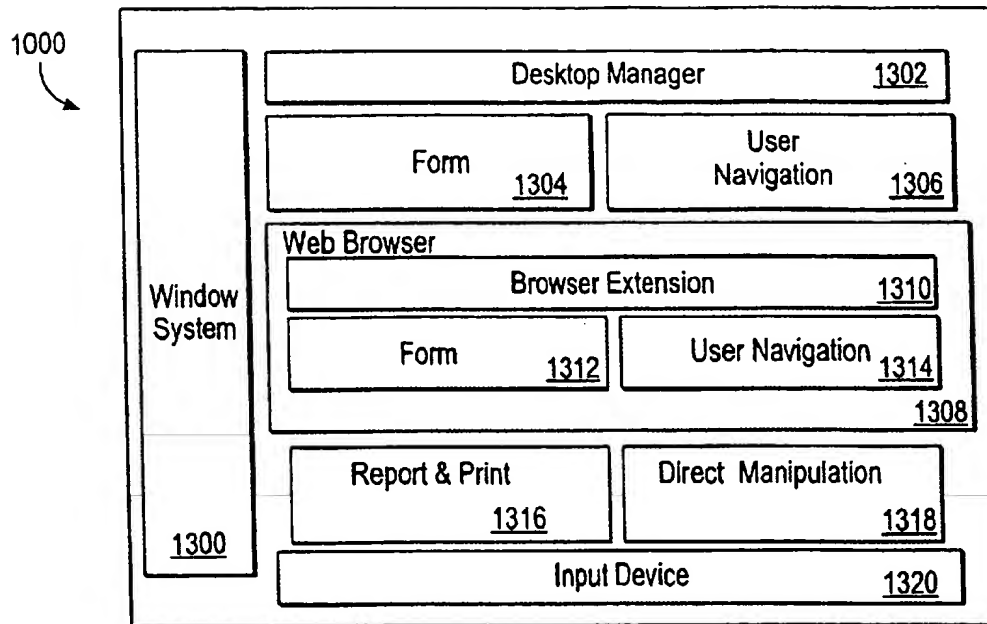 1000
Desktop Manager 1302
Form 1304
User
Navigation 1306
Web Browser
Browser Extension 1310
Form 1312
User Navigation 1314
1308
Window
System
1300
Report & Print
1316
Direct Manipulation
1318
Input Device 1320